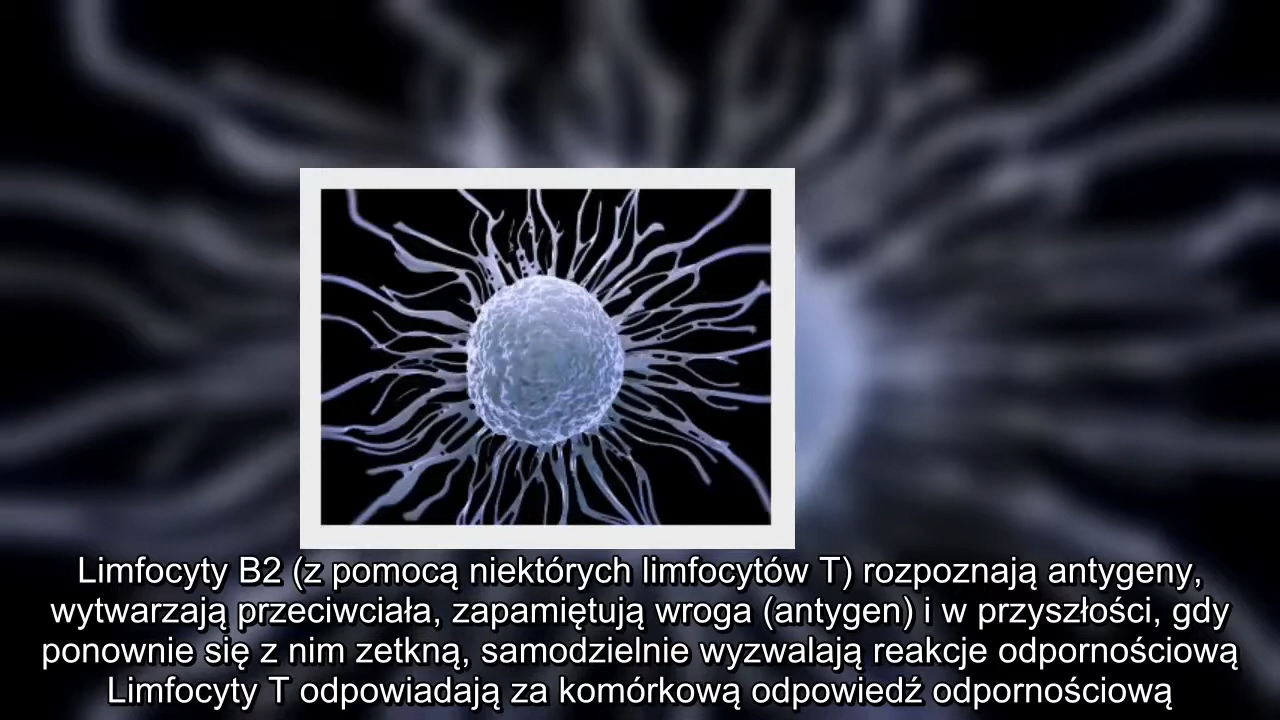 Limfocyty B2 (z pomocą niektórych limfocytów T) rozpoznają antygeny,
wytwarzają przeciwciała, zapamiętują wroga (antygen) i w przyszłości, gdy
ponownie się z nim zetkną, samodzielnie wyzwalają reakcje odpornościową
Limfocyty T odpowiadają za komórkową odpowiedź odpornościową